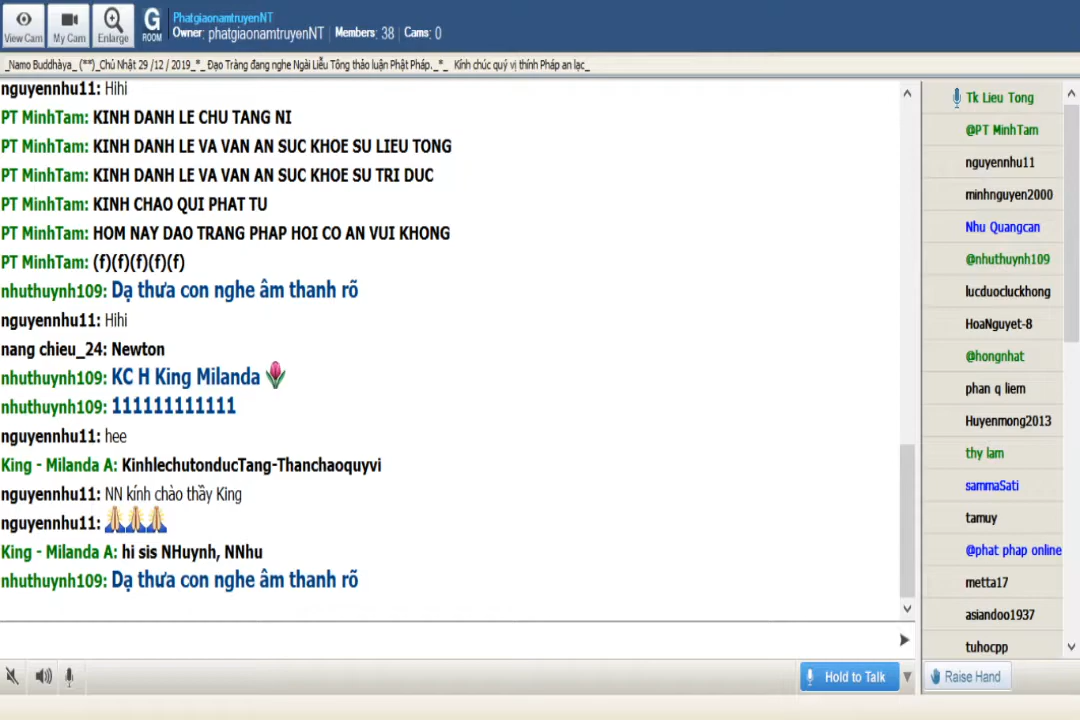 View Cam
My Cam
Enlarge
G
ROOM
PhatgiaonamtruyenNT
Owner: phatgiaonamtruyenNT | Members: 38 | Cams: 0
_Namo Buddhàya_ (**)_Chủ Nhật 29 /12 / 2019_*_ Đạo Tràng đang nghe Ngài Liễu Tông thảo luận Phật Pháp._*_ Kính chúc quý vị thính Pháp an lạc_
nguyennhu11: Hihi
PT MinhTam: KINH DANH LE CHU TANG NI
PT MinhTam: KINH DANH LE VA VAN AN SUC KHOE SU LIEU TONG
PT MinhTam: KINH DANH LE VA VAN AN SUC KHOE SU TRI DUC
PT MinhTam: KINH CHAO QUI PHAT TU
PT MinhTam: HOM NAY DAO TRANG PHAP HOI CO AN VUI KHONG
PT MinhTam: (f)(f)(f)(f)(f)
nhuthuynh109: Dạ thưa con nghe âm thanh rõ
nguyennhu11: Hihi
nang chieu_24: Newton
nhuthuynh109: KC H King Milanda
nhuthuynh109: 111111111111
nguyennhu11: hee
King - Milanda A: KinhlechutonducTang-Thanchaoquyvi
nguyennhu11: NN kính chào thầy King
nguyennhu11:
King - Milanda A: hi sis NHuynh, NNhu
nhuthuynh109: Dạ thưa con nghe âm thanh rõ
Tk Lieu Tong
@PT MinhTam
nguyennhu11
minhnguyen2000
Nhu Quangcan
@nhuthuynh109
lucduocluckhong
HoaNguyet-8
@hongnhat
phan q liem
Huyenmong2013
thy lam
sammaSati
tamuy
@phat phap online
metta17
asiandoo1937
tuhocpp
Hold to Talk
Raise Hand